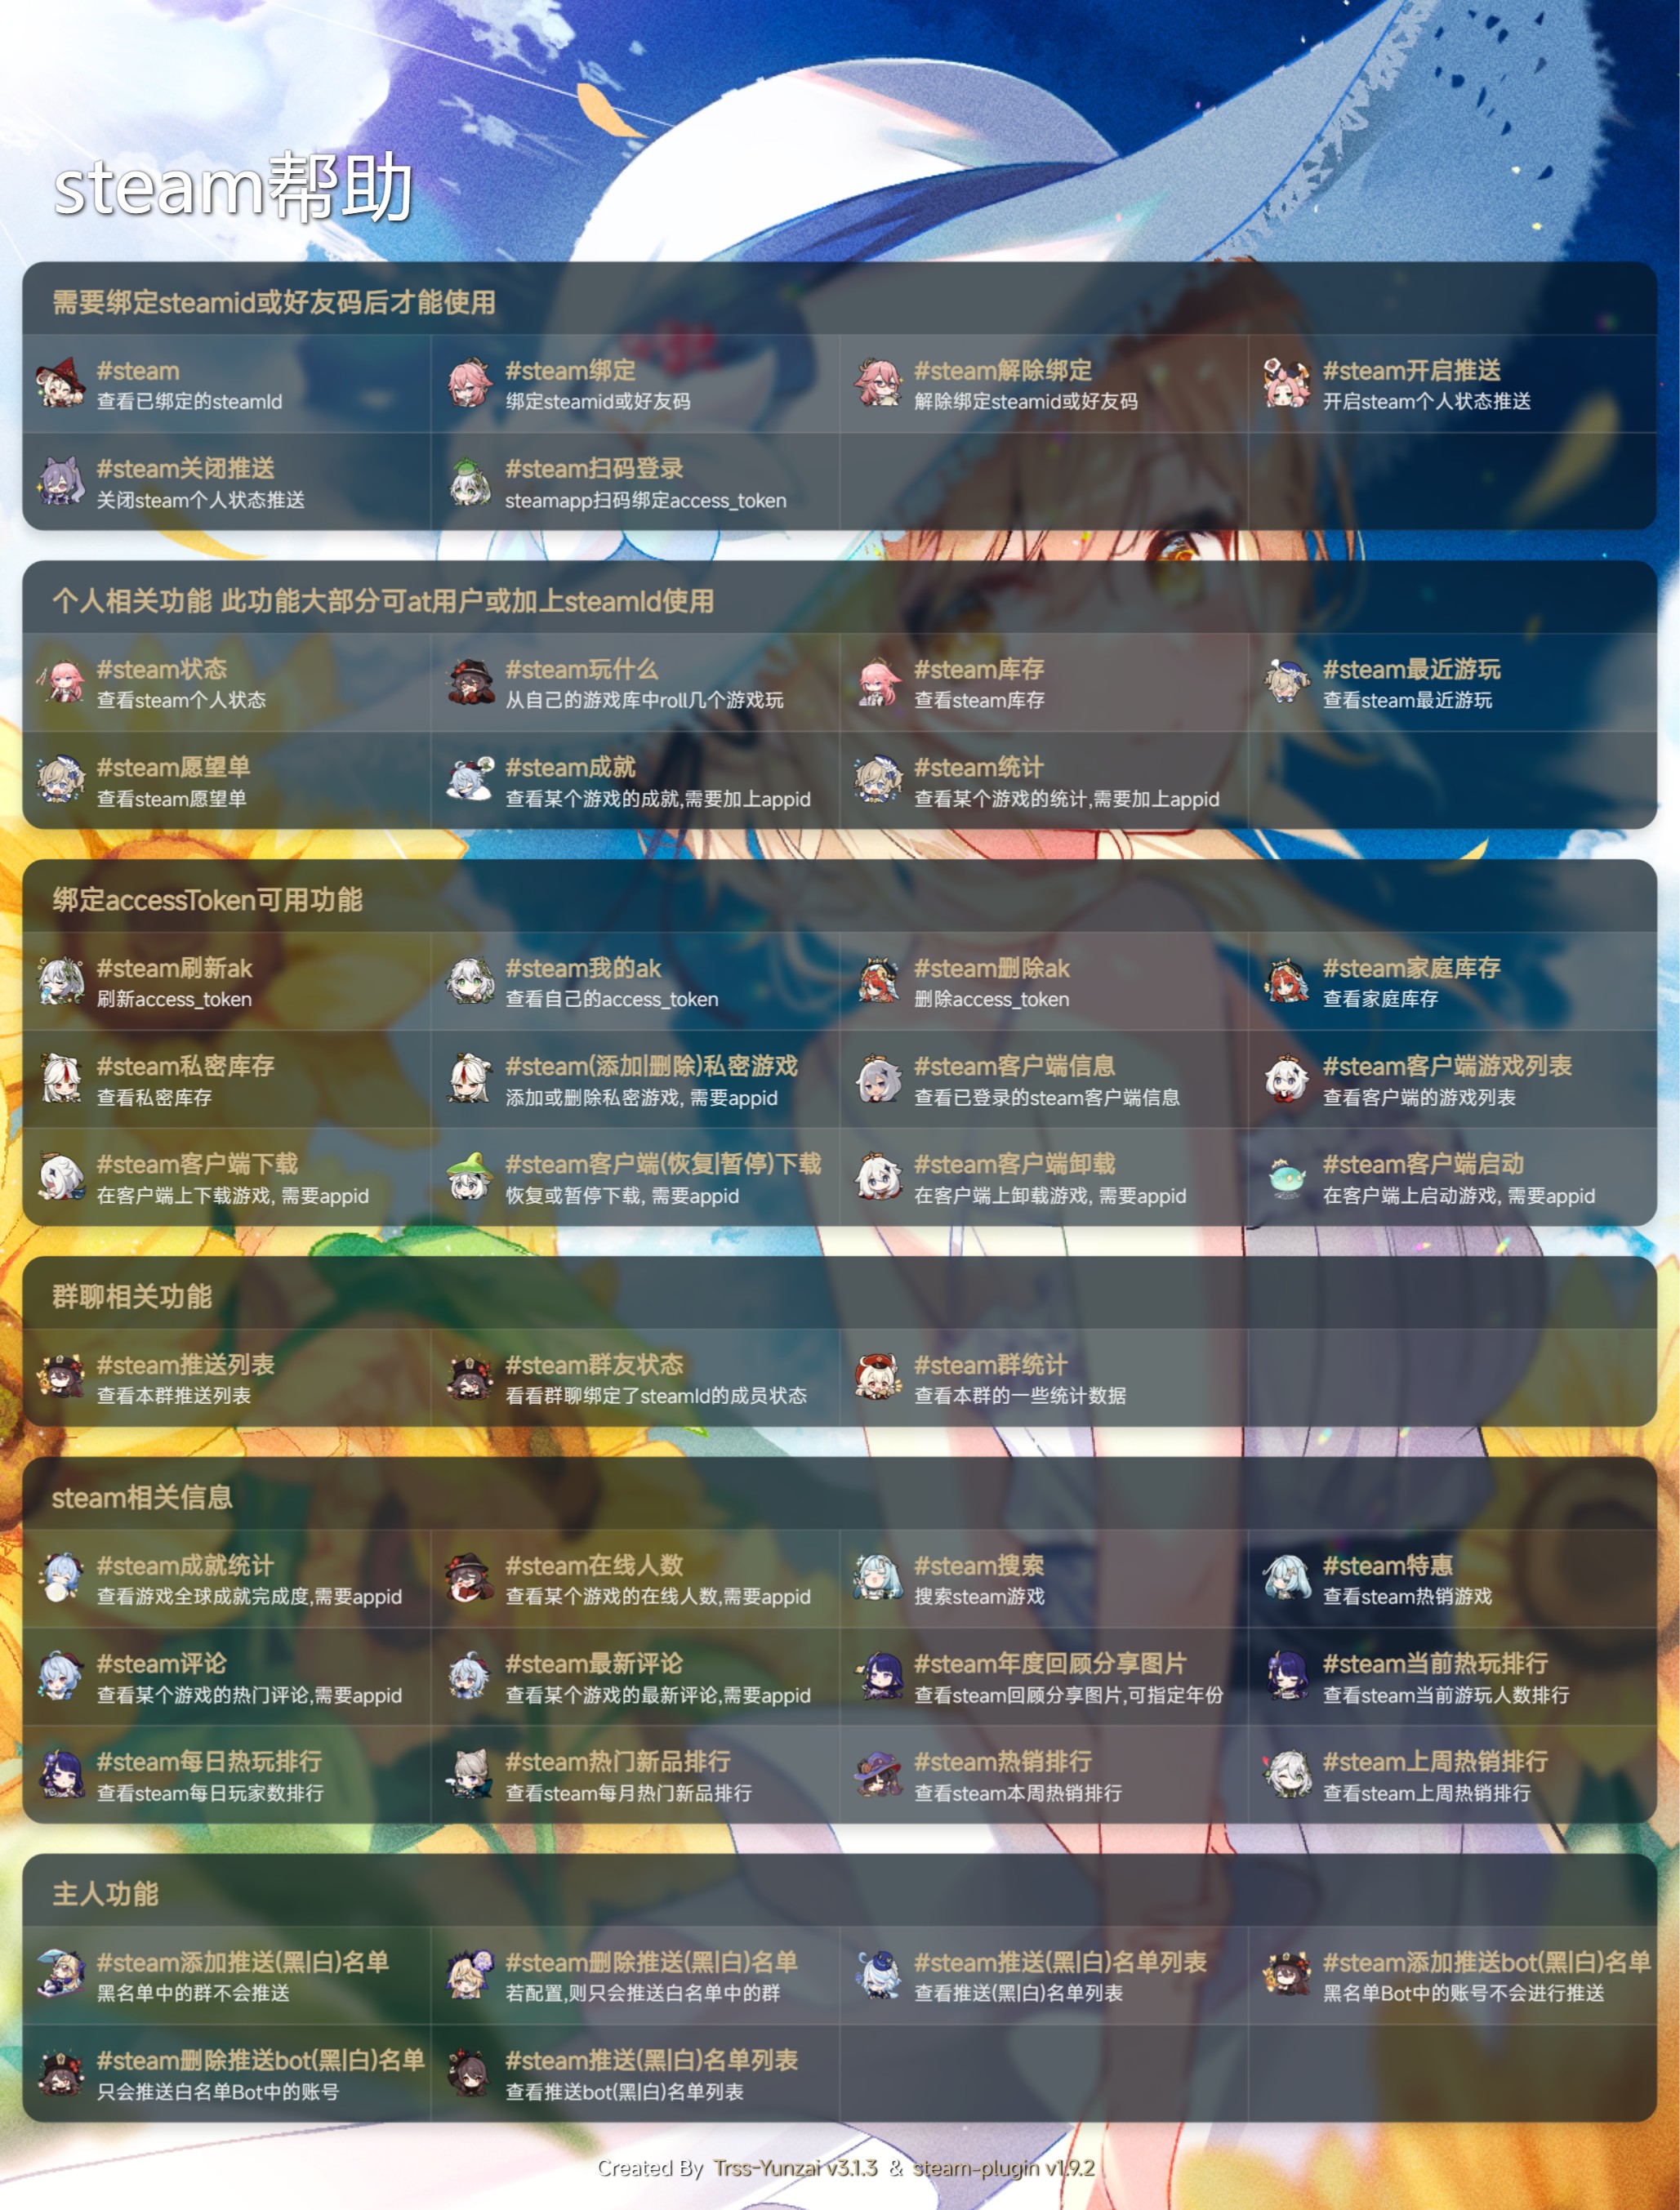 steam帮助
需要绑定steamid或好友码后才能使用
#steam
查看已绑定的steamId
#steam绑定
绑定steamid或好友码
#steam解除绑定
解除绑定steamid或好友码
#steam开启推送
开启steam个人状态推送
#steam关闭推送
关闭steam个人状态推送
#steam扫码登录
steamapp扫码绑定access_token
个人相关功能 此功能大部分可at用户或加上steamId使用
#steam状态
查看steam个人状态
#steam玩什么
从自己的游戏库中roll几个游戏玩
#steam库存
查看steam库存
#steam最近游玩
查看steam最近游玩
#steam愿望单
查看steam愿望单
#steam成就
查看某个游戏的成就,需要加上appid
#steam统计
查看某个游戏的统计,需要加上appid
绑定accessToken可用功能
#steam刷新ak
刷新access_token
#steam我的ak
查看自己的access_token
#steam删除ak
删除access_token
#steam家庭库存
查看家庭库存
#steam私密库存
查看私密库存
#steam(添加|删除)私密游戏
添加或删除私密游戏, 需要appid
#steam客户端信息
查看已登录的steam客户端信息
#steam客户端游戏列表
查看客户端的游戏列表
#steam客户端下载
在客户端上下载游戏, 需要appid
#steam客户端(恢复|暂停)下载
恢复或暂停下载, 需要appid
#steam客户端卸载
在客户端上卸载游戏, 需要appid
#steam客户端启动
在客户端上启动游戏, 需要appid
群聊相关功能
#steam推送列表
查看本群推送列表
#steam群友状态
看看群聊绑定了steamId的成员状态
#steam群统计
查看本群的一些统计数据
steam相关信息
#steam成就统计
查看游戏全球成就完成度,需要appid
#steam在线人数
查看某个游戏的在线人数,需要appid
#steam搜索
搜索steam游戏
#steam特惠
查看steam热销游戏
#steam评论
查看某个游戏的热门评论,需要appid
#steam最新评论
查看某个游戏的最新评论,需要appid
#steam年度回顾分享图片
查看steam回顾分享图片,可指定年份
#steam当前热玩排行
查看steam当前游玩人数排行
#steam每日热玩排行
查看steam每日玩家数排行
#steam热门新品排行
查看steam每月热门新品排行
#steam热销排行
查看steam本周热销排行
#steam上周热销排行
查看steam上周热销排行
主人功能
#steam添加推送(黑|白)名单
黑名单中的群不会推送
#steam删除推送(黑|白)名单
若配置,则只会推送白名单中的群
#steam推送(黑|白)名单列表
查看推送(黑|白)名单列表
#steam添加推送bot(黑|白)名单
黑名单Bot中的账号不会进行推送
#steam删除推送bot(黑|白)名单
只会推送白名单Bot中的账号
#steam推送(黑|白)名单列表
查看推送bot(黑|白)名单列表
Created By Trss-Yunzai v3.1.3 & steam-plugin v1.9.2